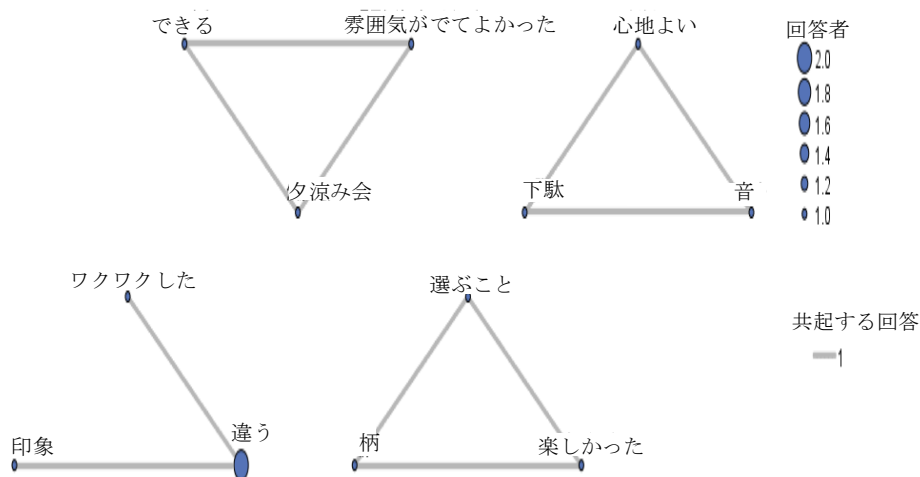 できる
雰囲気がでてよかった
夕涼み会
心地よい
下駄
音
回答者
2.0
1.8
1.6
1.4
1.2
1.0
ワクワクした
印象
違う
選ぶこと
柄
楽しかった
共起する回答
1